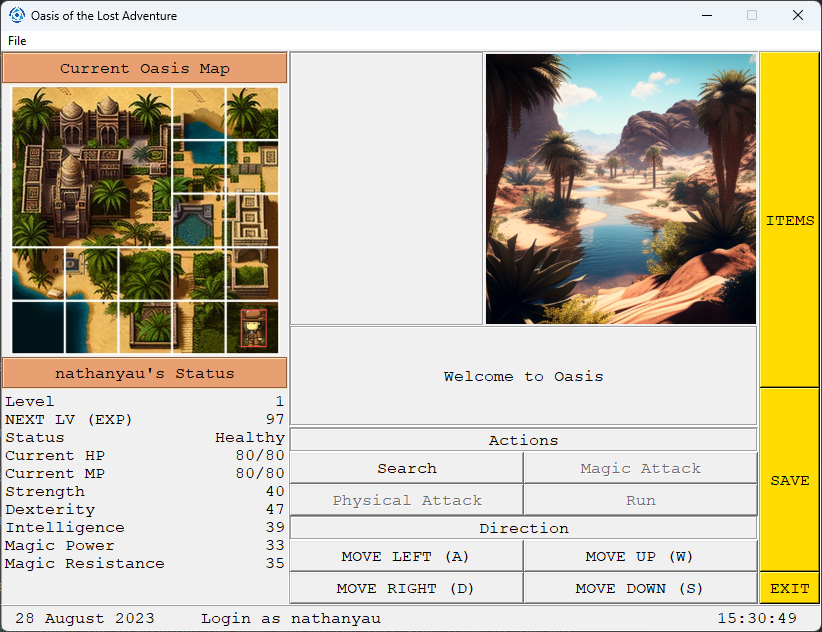 Oasis of the Lost Adventure
File
Current Oasis Map
nathanyau's Status
Level 1
NEXT LV (EXP) 97
Status Healthy
Current HP 80/80
Current MP 80/80
Strength 40
Dexterity 47
Intelligence 39
Magic Power 33
Magic Resistance 35
Welcome to Oasis
Actions
Search Magic Attack
Physical Attack Run
Direction
MOVE LEFT (A) MOVE UP (W)
MOVE RIGHT (D) MOVE DOWN (S)
ITEMS
SAVE
EXIT
28 August 2023 Login as nathanyau 15:30:49